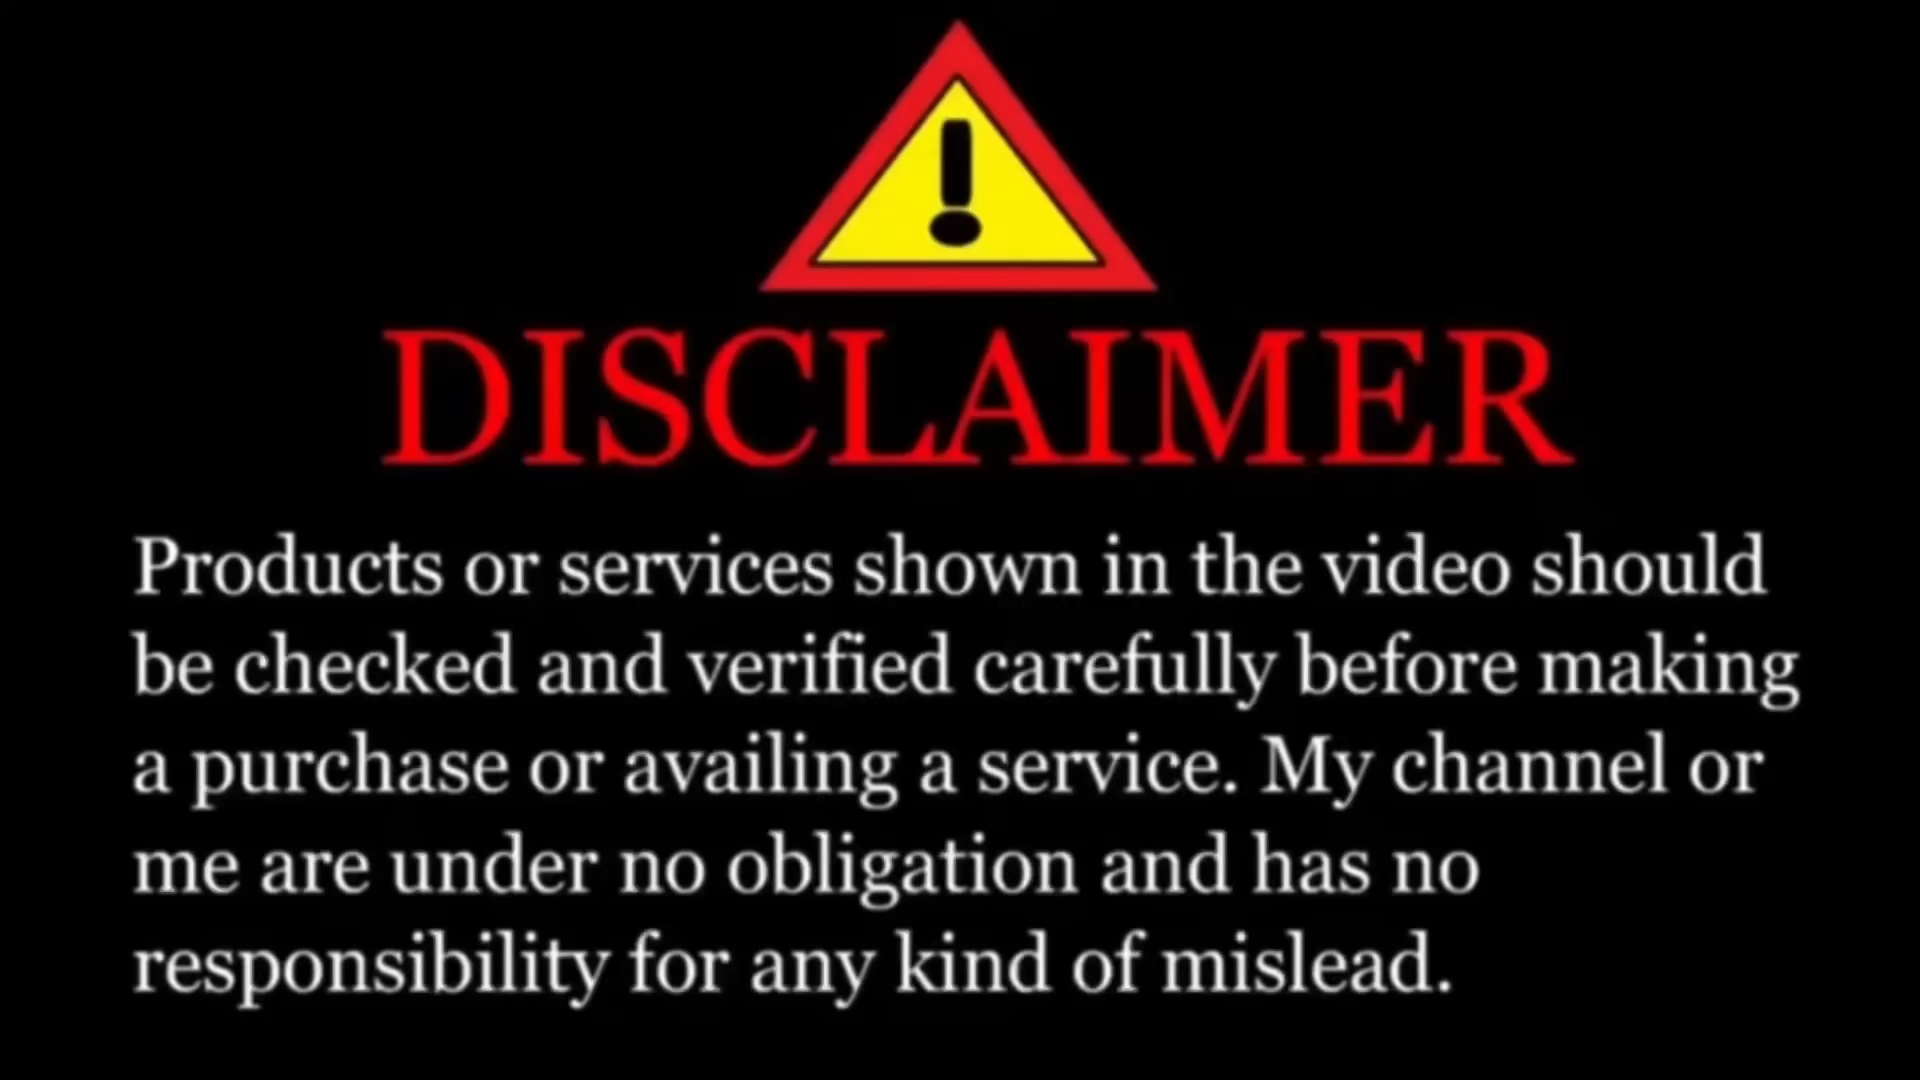 DISCLAIMER
Products or services shown in the video should
be checked and verified carefully before making
a purchase or availing a service. My channel or
me are under no obligation and has no
responsibility for any kind of mislead.